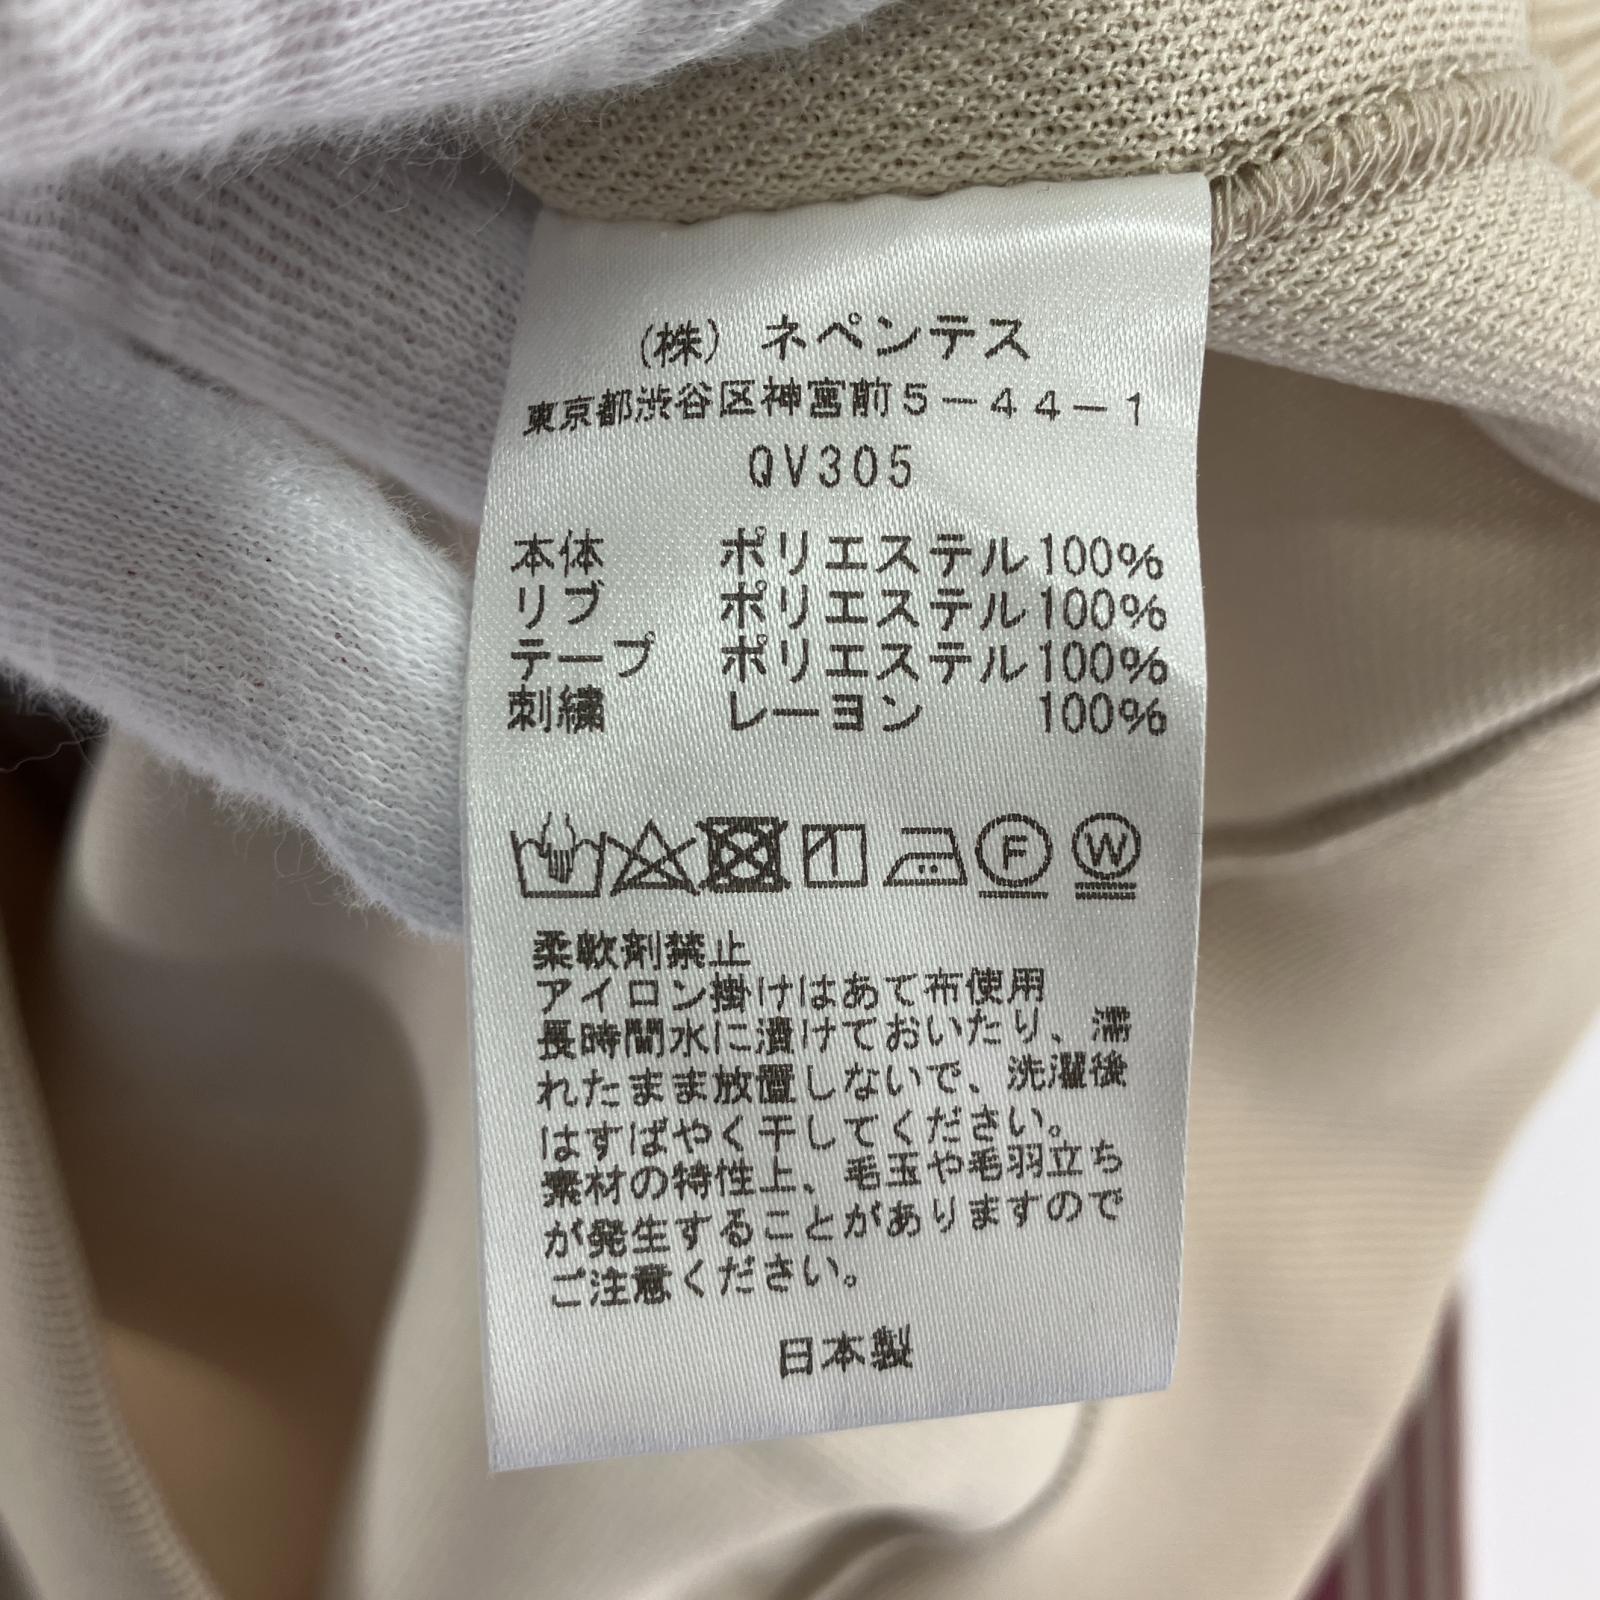 (株) ネペンテス
東京都渋谷区神宮前5-44-1
QV305
本体 ポリエステル100%
リブ ポリエステル100%
テープ ポリエステル100%
刺繍 レーヨン 100%
F W
柔軟剤禁止
アイロン掛けはあて布使用
長時間水に漬けておいたり、濡
れたまま放置しないで、洗濯後
はすばやく干してください。
素材の特性上、毛玉や毛羽立ち
が発生することがありますので
ご注意ください。
日本製